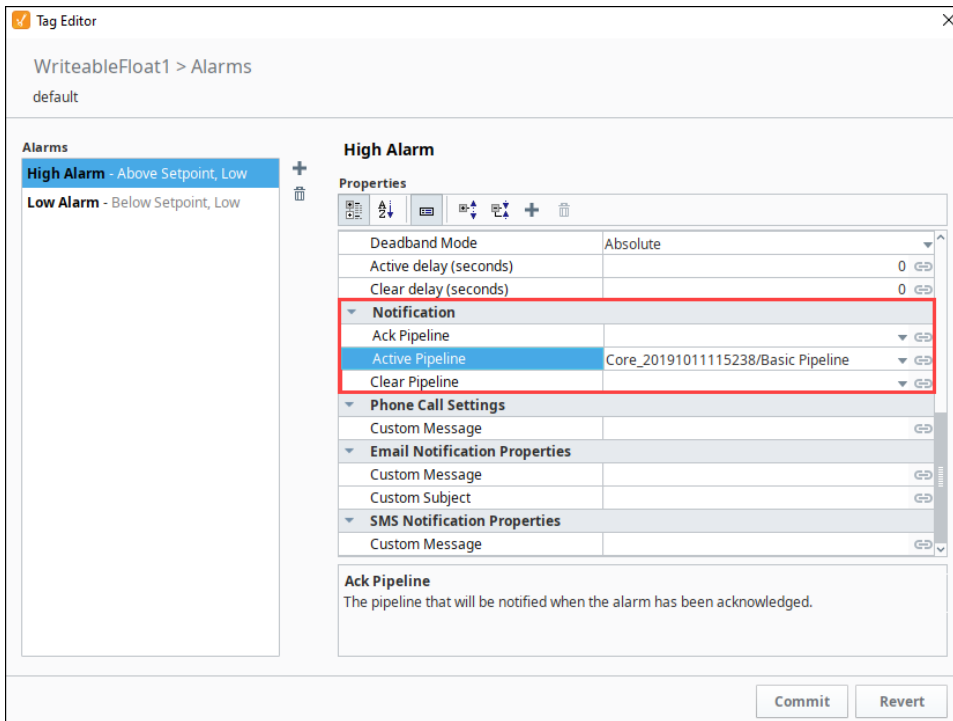 Tag Editor
WriteableFloat1 > Alarms
default
Alarms
High Alarm - Above Setpoint, Low
Low Alarm - Below Setpoint, Low
High Alarm
Properties
Deadband Mode Absolute
Active delay (seconds) 0
Clear delay (seconds) 0
Notification
Ack Pipeline
Active Pipeline Core_20191011115238/Basic Pipeline
Clear Pipeline
Phone Call Settings
Custom Message
Email Notification Properties
Custom Message
Custom Subject
SMS Notification Properties
Custom Message
Ack Pipeline
The pipeline that will be notified when the alarm has been acknowledged.
Commit Revert